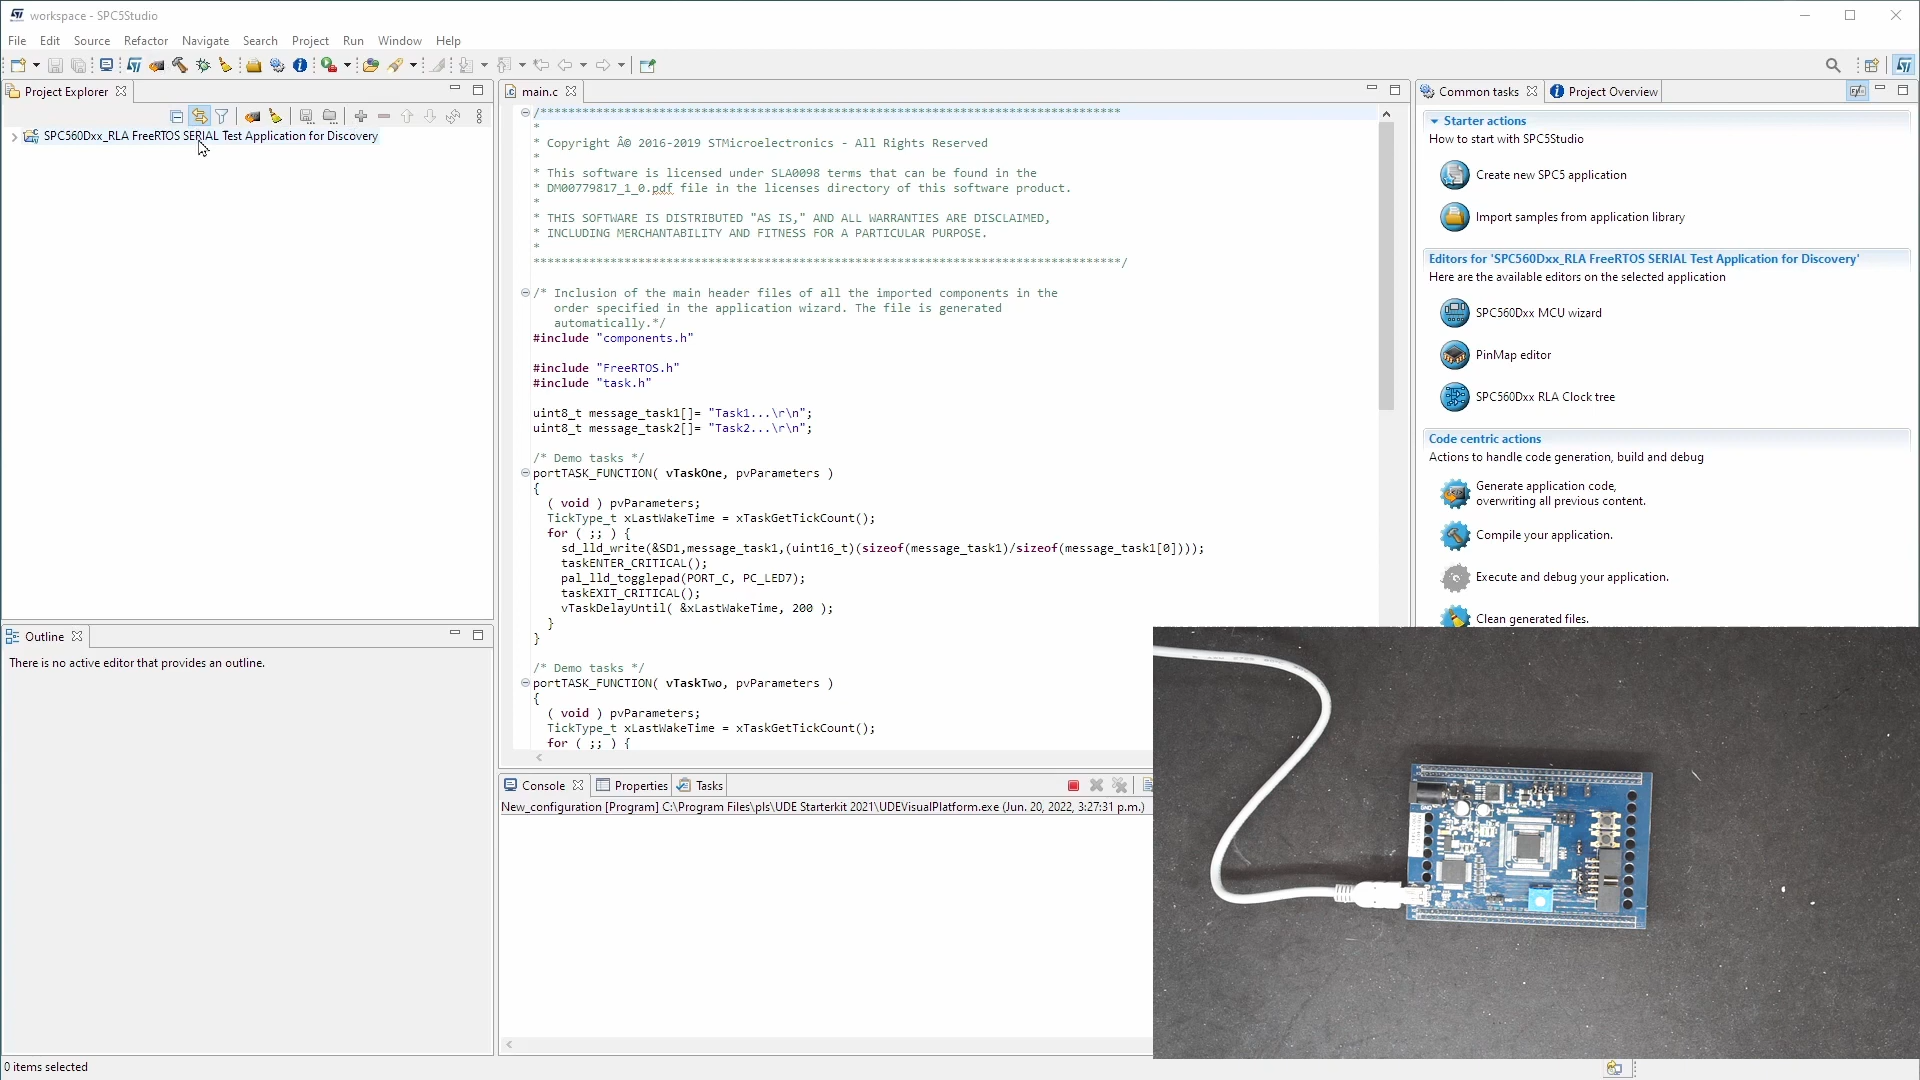 workspace - SPC5Studio
File Edit Source Refactor Navigate Search Project Run Window Help
Project Explorer
SPC560Dxx_RLA FreeRTOS SERIAL Test Application for Discovery
Outline
There is no active editor that provides an outline.
0 items selected
main.c
/***********************************************************************************
*
* Copyright Â© 2016-2019 STMicroelectronics - All Rights Reserved
*
* This software is licensed under SLA0098 terms that can be found in the
* DM00779817_1_0.pdf file in the licenses directory of this software product.
*
* THIS SOFTWARE IS DISTRIBUTED "AS IS," AND ALL WARRANTIES ARE DISCLAIMED,
* INCLUDING MERCHANTABILITY AND FITNESS FOR A PARTICULAR PURPOSE.
*
************************************************************************************/
/* Inclusion of the main header files of all the imported components in the
order specified in the application wizard. The file is generated
automatically.*/
#include "components.h"
#include "FreeRTOS.h"
#include "task.h"
uint8_t message_task1[]= "Task1...\r\n";
uint8_t message_task2[]= "Task2...\r\n";
/* Demo tasks */
portTASK_FUNCTION( vTaskOne, pvParameters )
{
( void ) pvParameters;
TickType_t xLastWakeTime = xTaskGetTickCount();
for ( ;; ) {
sd_lld_write(&SD1,message_task1,(uint16_t)(sizeof(message_task1)/sizeof(message_task1[0])));
taskENTER_CRITICAL();
pal_lld_togglepad(PORT_C, PC_LED7);
taskEXIT_CRITICAL();
vTaskDelayUntil( &xLastWakeTime, 200 );
}
}
/* Demo tasks */
portTASK_FUNCTION( vTaskTwo, pvParameters )
{
( void ) pvParameters;
TickType_t xLastWakeTime = xTaskGetTickCount();
for ( ;; ) {
Console Properties Tasks
New_configuration [Program] C:\Program Files\pls\UDE Starterkit 2021\UDEVisualPlatform.exe (Jun. 20, 2022, 3:27:31 p.m.)
Common tasks Project Overview
Starter actions
How to start with SPC5Studio
Create new SPC5 application
Import samples from application library
Editors for 'SPC560Dxx_RLA FreeRTOS SERIAL Test Application for Discovery'
Here are the available editors on the selected application
SPC560Dxx MCU wizard
PinMap editor
SPC560Dxx RLA Clock tree
Code centric actions
Actions to handle code generation, build and debug
Generate application code,
overwriting all previous content.
Compile your application.
Execute and debug your application.
Clean generated files.